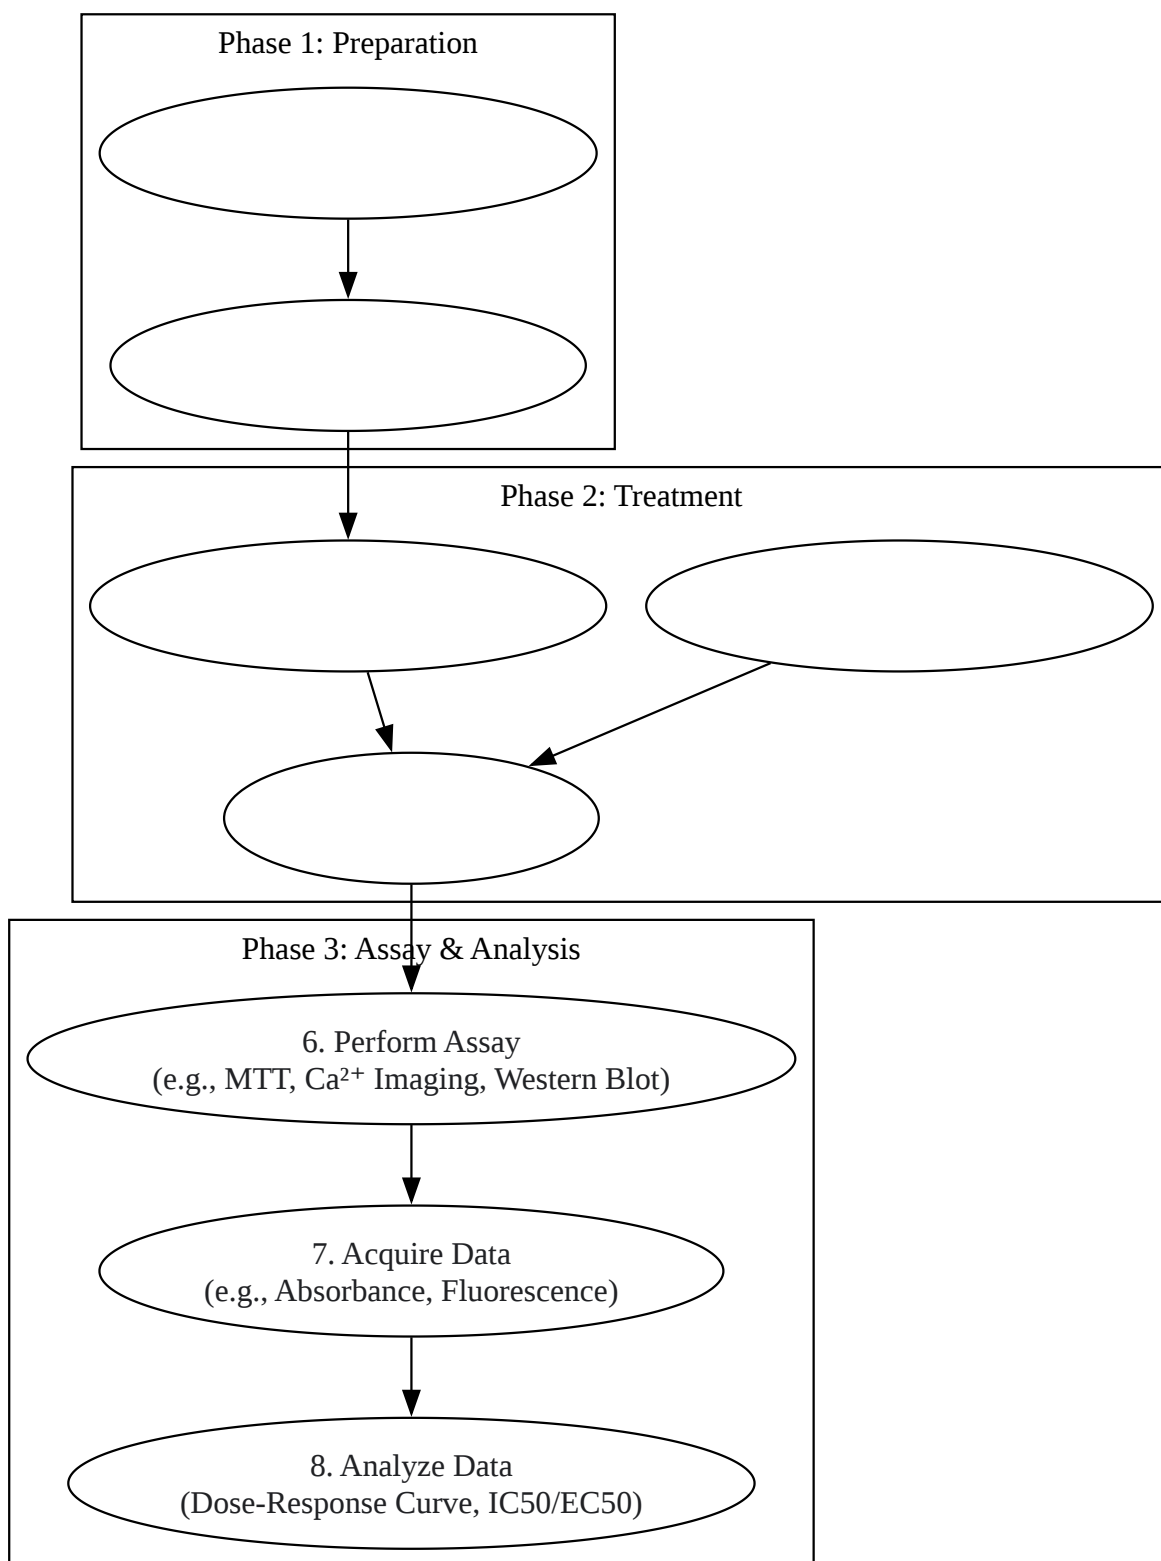 Phase 1: Preparation
Phase 2: Treatment
Phase 3: Assay & Analysis
6. Perform Assay
(e.g., MTT, Ca²⁺ Imaging, Western Blot)
7. Acquire Data
(e.g., Absorbance, Fluorescence)
8. Analyze Data
(Dose-Response Curve, IC50/EC50)